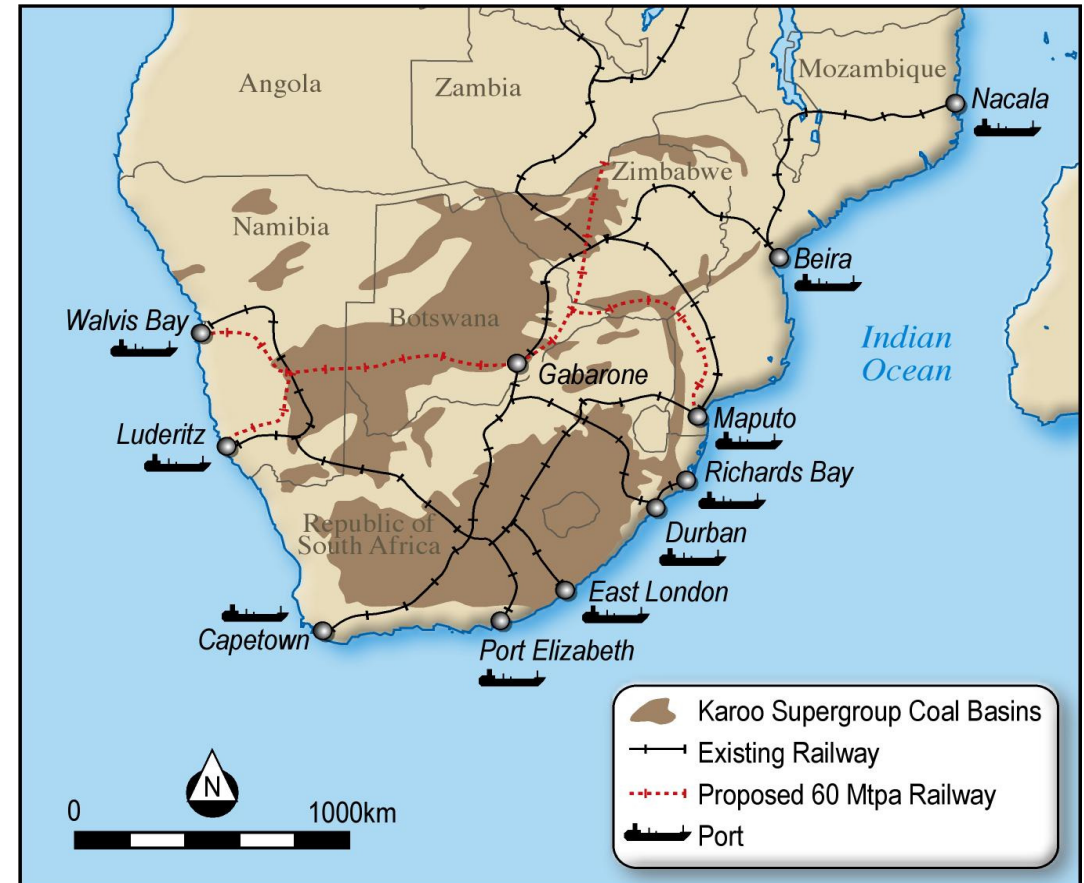 Angola
Zambia
Mozambique
Nacala
Zimbabwe
Namibia
Beira
Walvis Bay
Botswana
Indian
Ocean
Gabarone
Luderitz
Maputo
Richards Bay
Republic of
South Africa
Durban
East London
Capetown
Port Elizabeth
Karoo Supergroup Coal Basins
Existing Railway
Proposed 60 Mtpa Railway
Port
N
0 1000km